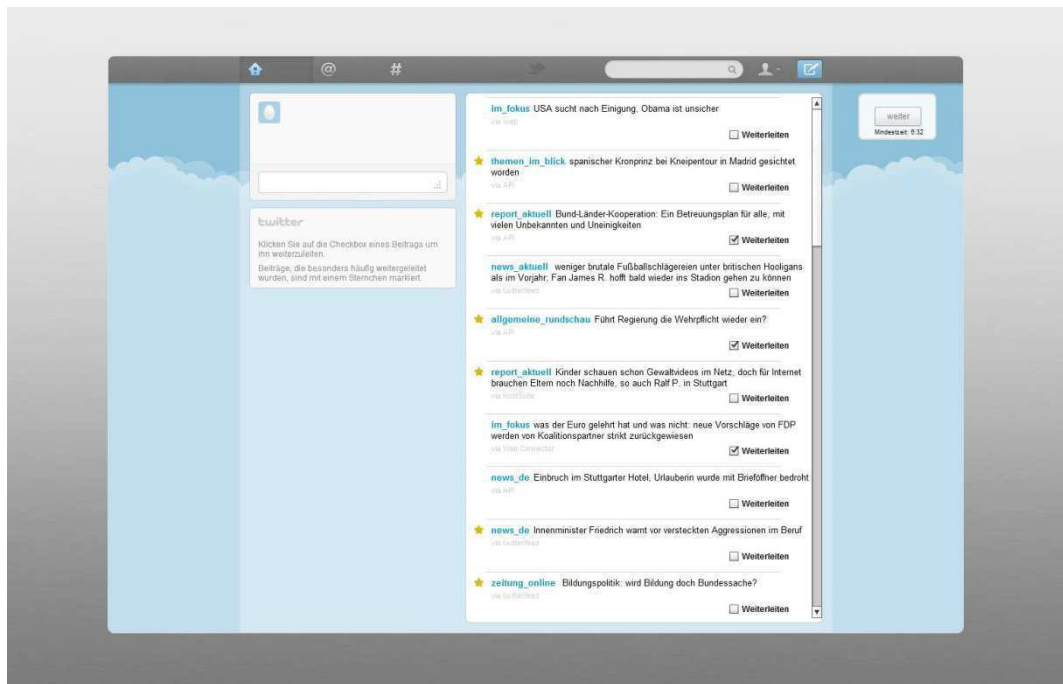 @ #
weiter
Mindestzeit: 6:32
twitter
Klicken Sie auf die Checkbox eines Beitrags um
ihn weiterzuleiten.
Beiträge, die besonders häufig weitergeleitet
wurden, sind mit einem Sternchen markiert.
im_fokus USA sucht nach Einigung, Obama ist unsicher
via Web
Weiterleiten
themen_im_blick spanischer Kronprinz bei Kneipentour in Madrid gesichtet
worden
via API
Weiterleiten
report_aktuell Bund-Länder-Kooperation: Ein Betreuungsplan für alle, mit
vielen Unbekannten und Uneinigkeiten
via API
Weiterleiten
news_aktuell weniger brutale Fußballschlägereien unter britischen Hooligans
als im Vorjahr; Fan James R. hofft bald wieder ins Stadion gehen zu können
via twitterfeed
Weiterleiten
allgemeine_rundschau Führt Regierung die Wehrpflicht wieder ein?
via API
Weiterleiten
report_aktuell Kinder schauen schon Gewaltvideos im Netz, doch für Internet
brauchen Eltern noch Nachhilfe, so auch Ralf P. in Stuttgart
via HootSuite
Weiterleiten
im_fokus was der Euro gelehrt hat und was nicht: neue Vorschläge von FDP
werden von Koalitionspartner strikt zurückgewiesen
via Web Connector
Weiterleiten
news_de Einbruch im Stuttgarter Hotel, Urlauberin wurde mit Brieföffner bedroht
via API
Weiterleiten
news_de Innenminister Friedrich warnt vor versteckten Aggressionen im Beruf
via twitterfeed
Weiterleiten
zeitung_online Bildungspolitik: wird Bildung doch Bundessache?
via twitterfeed
Weiterleiten